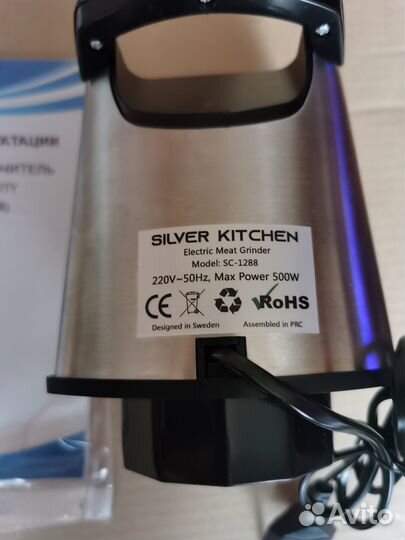 SILVER KITCHEN
Electric Meat Grinder
Model: SC-1288
220V~50Hz, Max Power 500W
CE
RoHS
Designed in Sweden
Assembled in PRC
Avito